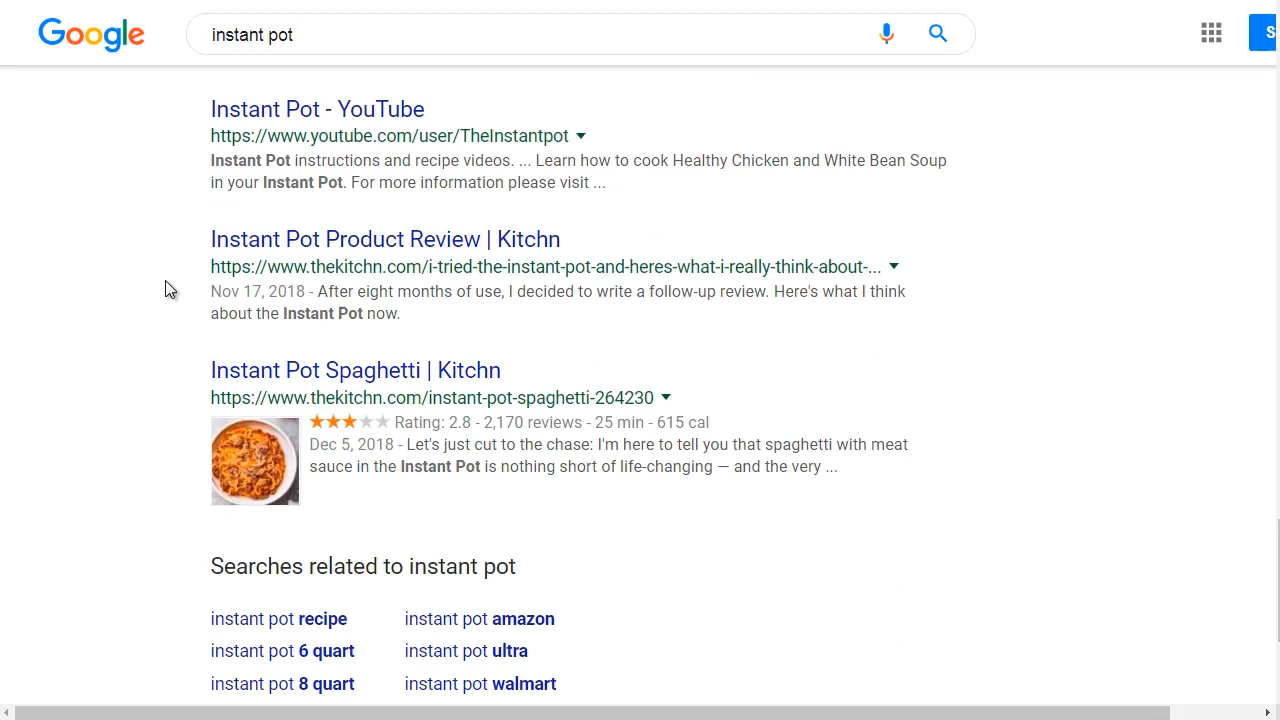 Google
instant pot
S
Instant Pot - YouTube
https://www.youtube.com/user/TheInstantpot
Instant Pot instructions and recipe videos. ... Learn how to cook Healthy Chicken and White Bean Soup
in your Instant Pot. For more information please visit ...
Instant Pot Product Review | Kitchn
https://www.thekitchn.com/i-tried-the-instant-pot-and-heres-what-i-really-think-about-...
Nov 17, 2018 - After eight months of use, I decided to write a follow-up review. Here's what I think
about the Instant Pot now.
Instant Pot Spaghetti | Kitchn
https://www.thekitchn.com/instant-pot-spaghetti-264230
Rating: 2.8 - 2,170 reviews - 25 min - 615 cal
Dec 5, 2018 - Let's just cut to the chase: I'm here to tell you that spaghetti with meat
sauce in the Instant Pot is nothing short of life-changing — and the very ...
Searches related to instant pot
instant pot recipe
instant pot amazon
instant pot 6 quart
instant pot ultra
instant pot 8 quart
instant pot walmart